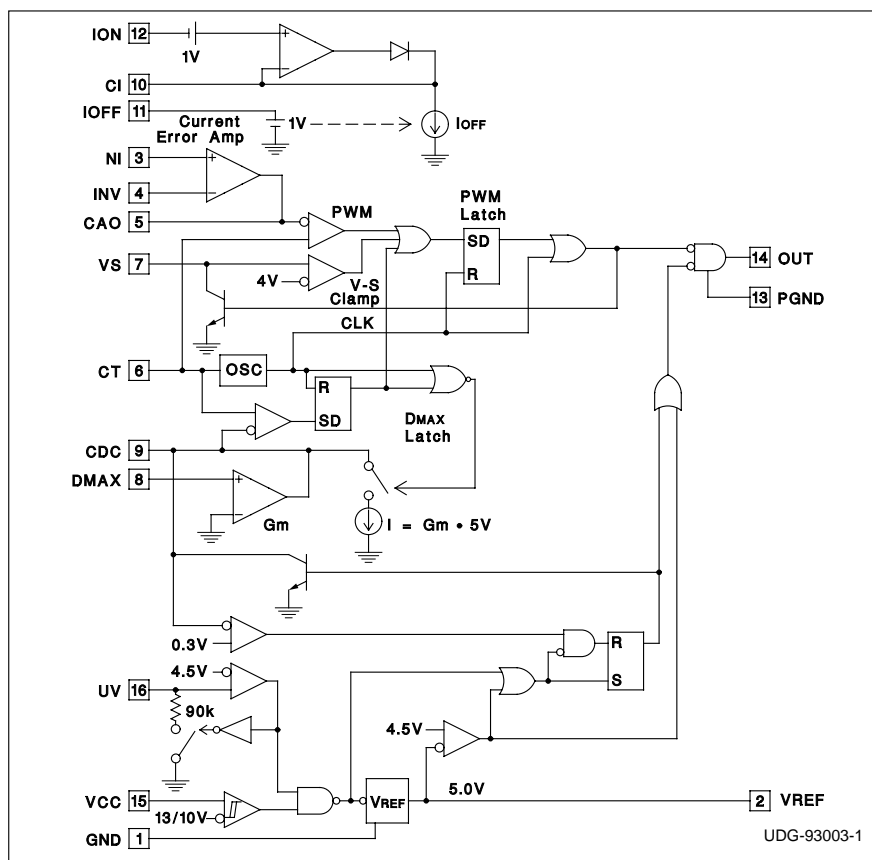 ION 12
1V
CI 10
IOFF 11
1V
IOFF
Current
Error Amp
NI 3
INV 4
CAO 5
PWM
PWM
Latch
SD
R
14 OUT
VS 7
4V
V-S
Clamp
13 PGND
CLK
CT 6
OSC
R
SD
DMAX
Latch
CDC 9
DMAX 8
+
−
Gm
I = Gm • 5V
0.3V
R
S
4.5V
UV 16
90k
4.5V
VCC 15
13/10V
VREF
5.0V
2 VREF
GND 1
UDG-93003-1